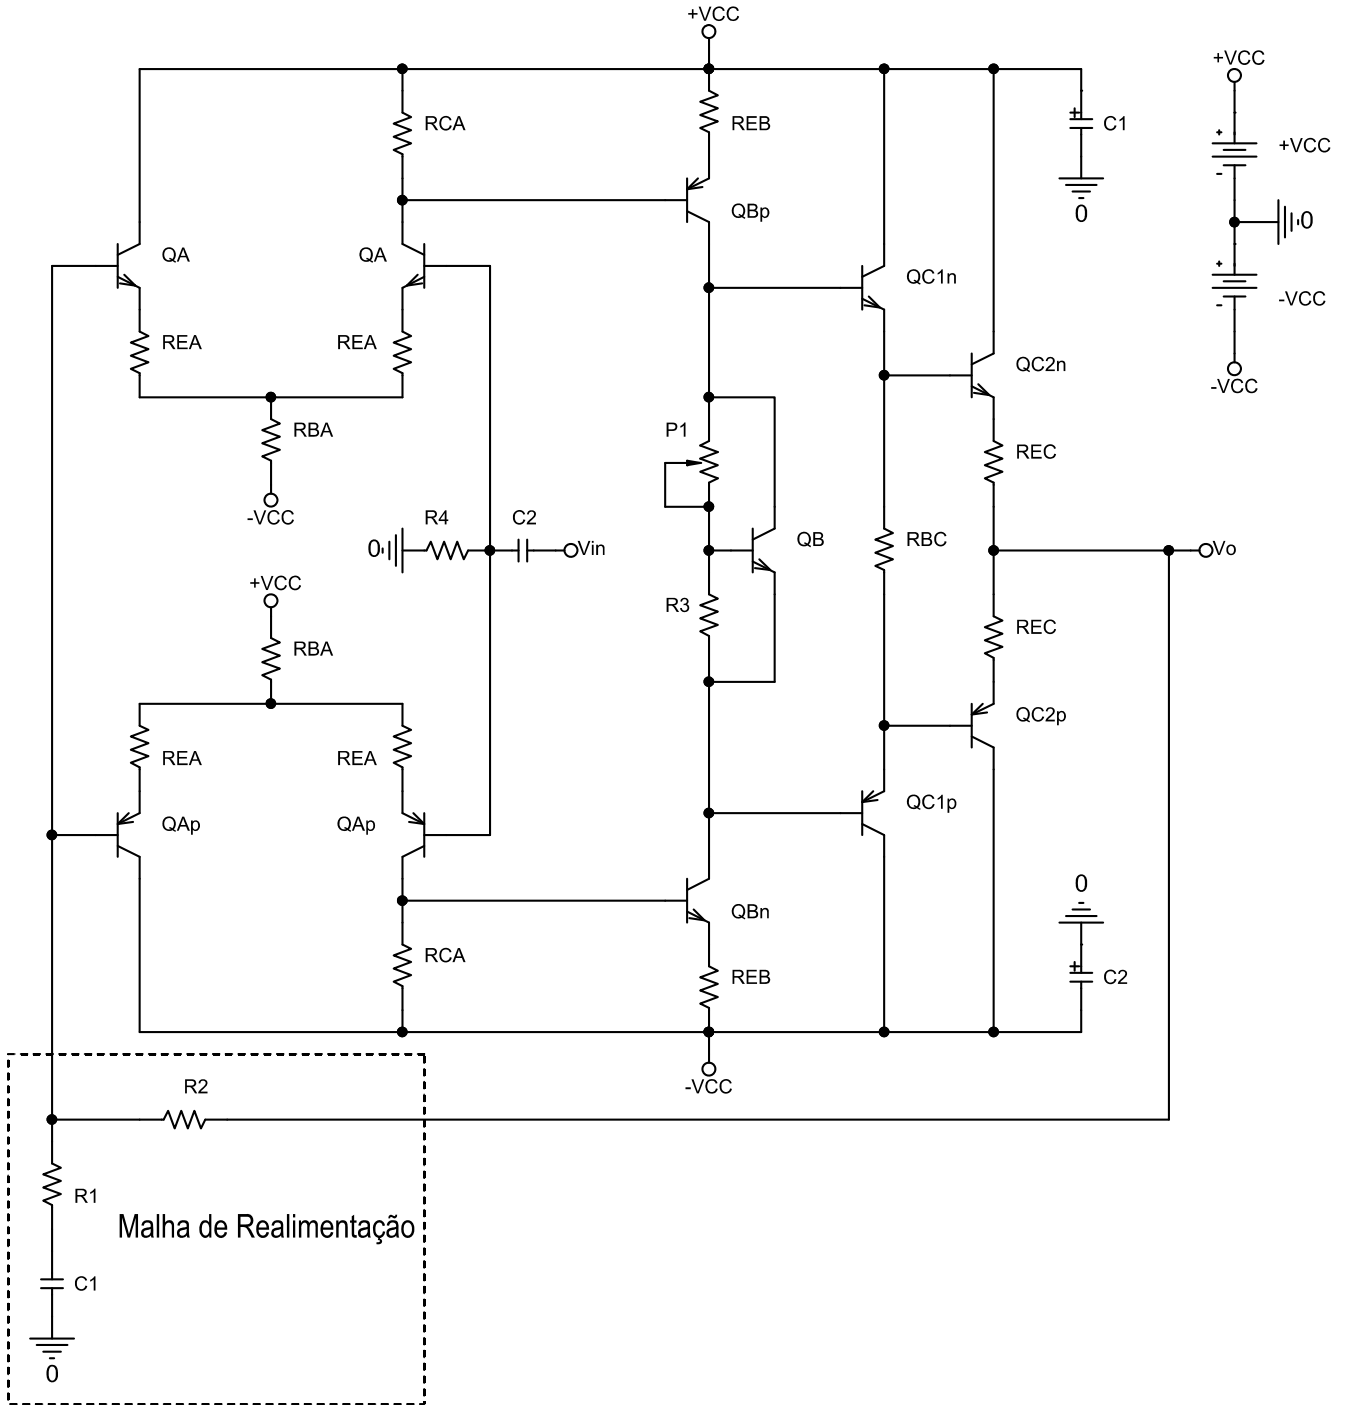 +VCC
RCA
REB
C1
0
QBp
QA
QA
REA
REA
RBA
-VCC
QC1n
QC2n
REC
P1
+VCC
+VCC
0
-VCC
-VCC
0
R4
C2
Vin
QB
RBC
Vo
+VCC
RBA
R3
REC
REA
REA
QAp
QAp
QC2p
QC1p
QBn
0
C2
RCA
REB
-VCC
R2
R1
Malha de Realimentação
C1
0